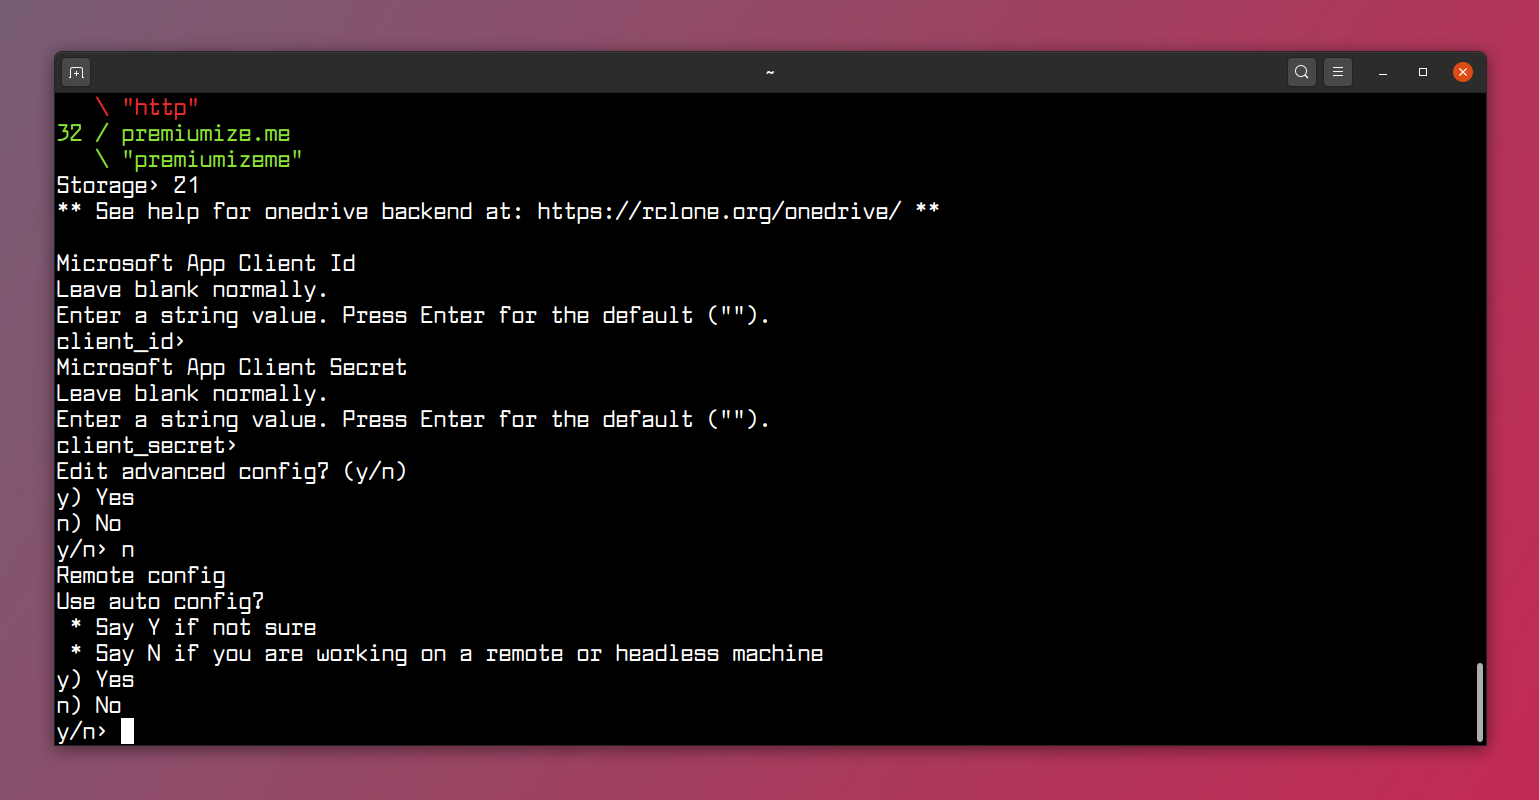 ~
   \ "http"
32 / premiumize.me
   \ "premiumizeme"
Storage> 21
** See help for onedrive backend at: https://rclone.org/onedrive/ **

Microsoft App Client Id
Leave blank normally.
Enter a string value. Press Enter for the default ("").
client_id>
Microsoft App Client Secret
Leave blank normally.
Enter a string value. Press Enter for the default ("").
client_secret>
Edit advanced config? (y/n)
y) Yes
n) No
y/n> n
Remote config
Use auto config?
 * Say Y if not sure
 * Say N if you are working on a remote or headless machine
y) Yes
n) No
y/n>